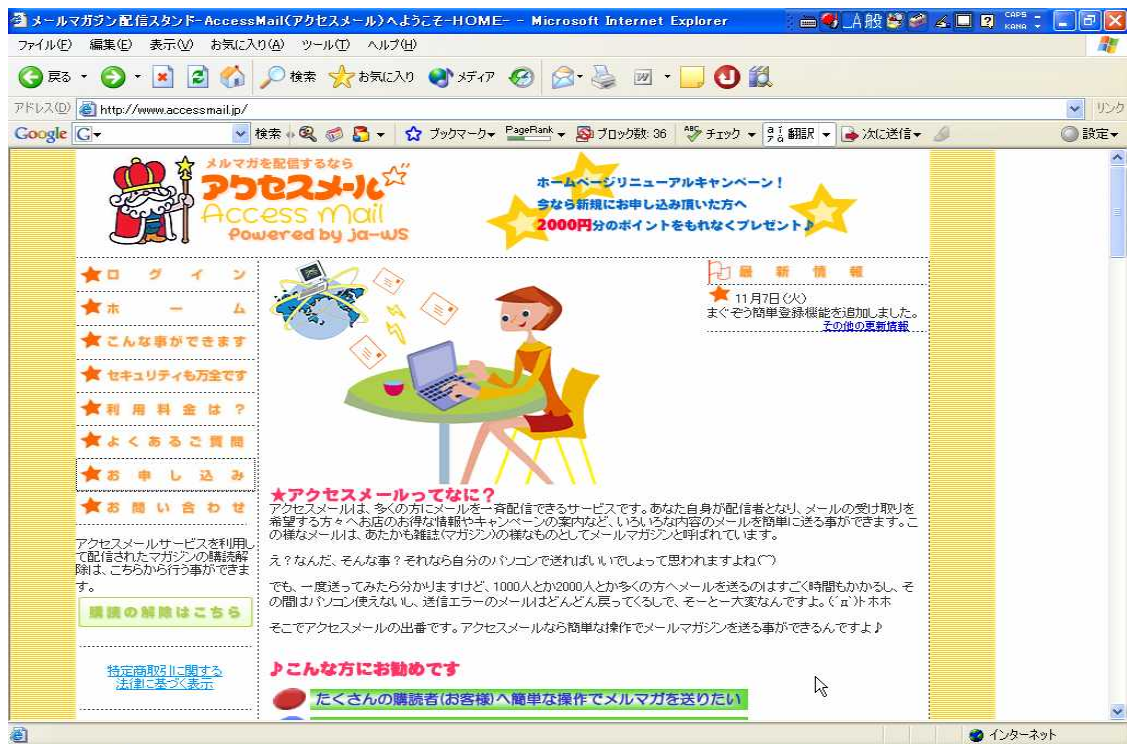 メールマガジン配信スタンド-AccessMail(アクセスメール)へようこそ-HOME- - Microsoft Internet Explorer
A般
CAPS
KANA
ファイル(F) 編集(E) 表示(V) お気に入り(A) ツール(T) ヘルプ(H)
戻る 検索 お気に入り メディア
アドレス(D) http://www.accessmail.jp/ リンク
Google G 検索 ブックマーク PageRank ブロック数: 36 チェック 翻訳 次に送信 設定
メルマガを配信するなら
アクセスメール
Access Mail
Powered by ja-WS
ホームページリニューアルキャンペーン!
今なら新規にお申し込み頂いた方へ
2000円分のポイントをもれなくプレゼント♪
ログイン
ホーム
こんな事ができます
セキュリティも万全です
利用料金は?
よくあるご質問
お申し込み
お問い合わせ
アクセスメールサービスを利用し
て配信されたマガジンの購読解
除は、こちらから行う事ができま
す。
購読の解除はこちら
特定商取引に関する
法律に基づく表示
最新情報
11月7日(火)
まぐぞう簡単登録機能を追加しました。
その他の更新情報
★アクセスメールってなに?
アクセスメールは、多くの方にメールを一斉配信できるサービスです。あなた自身が配信者となり、メールの受け取りを
希望する方々へお店のお得な情報やキャンペーンの案内など、いろいろな内容のメールを簡単に送る事ができます。こ
の様なメールは、あたかも雑誌(マガジン)の様なものとしてメールマガジンと呼ばれています。
え?なんだ、そんな事?それなら自分のパソコンで送ればいいでしょって思われますよね(⌒)
でも、一度送ってみたら分かりますけど、1000人とか2000人とか多くの方へメールを送るのはすごく時間もかかるし、そ
の間はパソコン使えないし、送信エラーのメールはどんどん戻ってくるしで、そーとー大変なんですよ。(´д`)トホホ
そこでアクセスメールの出番です。アクセスメールなら簡単な操作でメールマガジンを送る事ができるんですよ♪
♪こんな方にお勧めです
たくさんの購読者(お客様)へ簡単な操作でメルマガを送りたい
インターネット